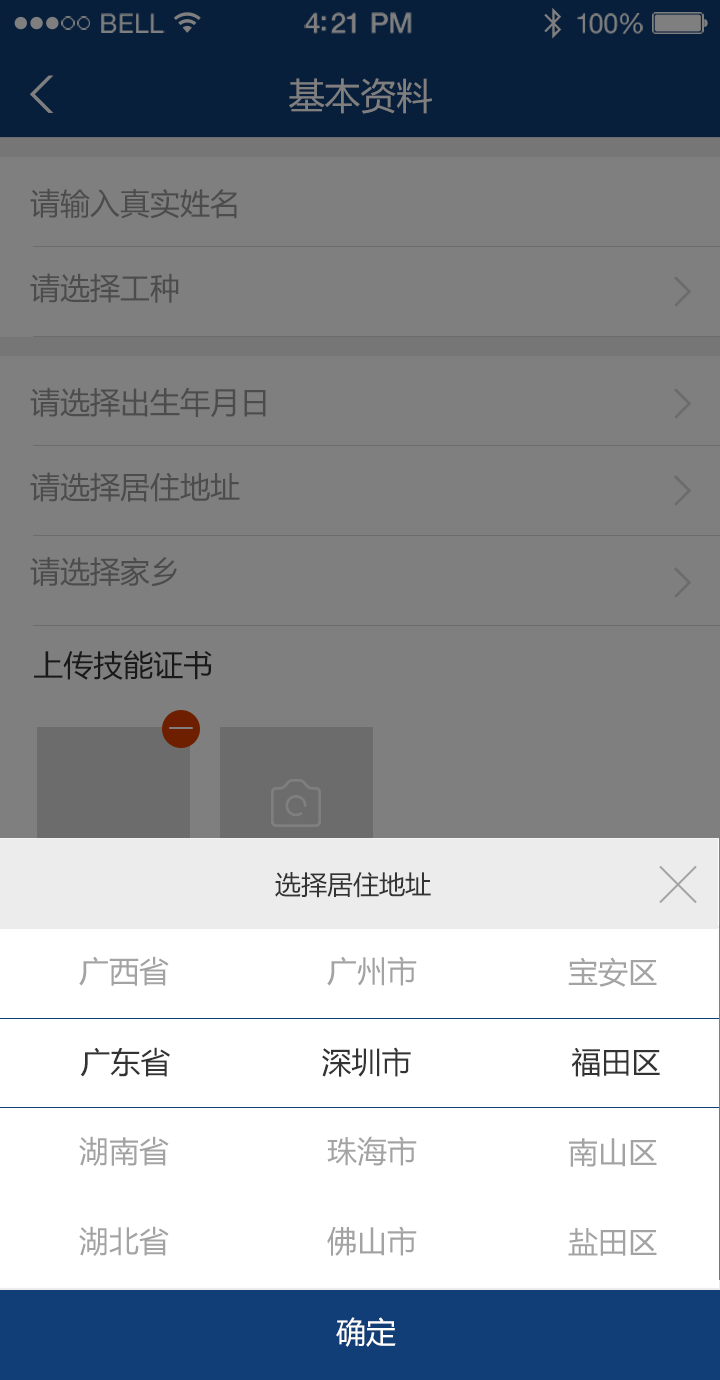 BELL 4:21 PM 100%
基本资料
请输入真实姓名
请选择工种
请选择出生年月日
请选择居住地址
请选择家乡
上传技能证书
选择居住地址
广西省 广州市 宝安区
广东省 深圳市 福田区
湖南省 珠海市 南山区
湖北省 佛山市 盐田区
确定